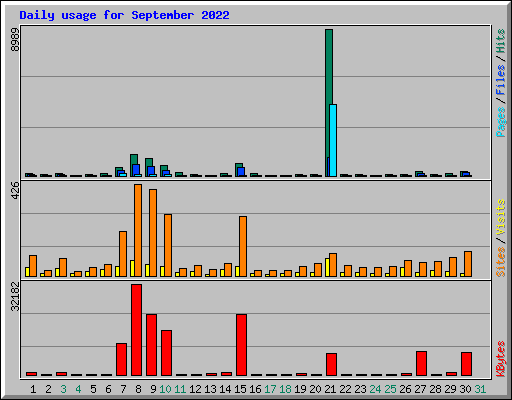 Daily usage for September 2022
8989
Pages / Files / Hits
426
Sites / Visits
32182
KBytes
1 2 3 4 5 6 7 8 9 10 11 12 13 14 15 16 17 18 19 20 21 22 23 24 25 26 27 28 29 30 31